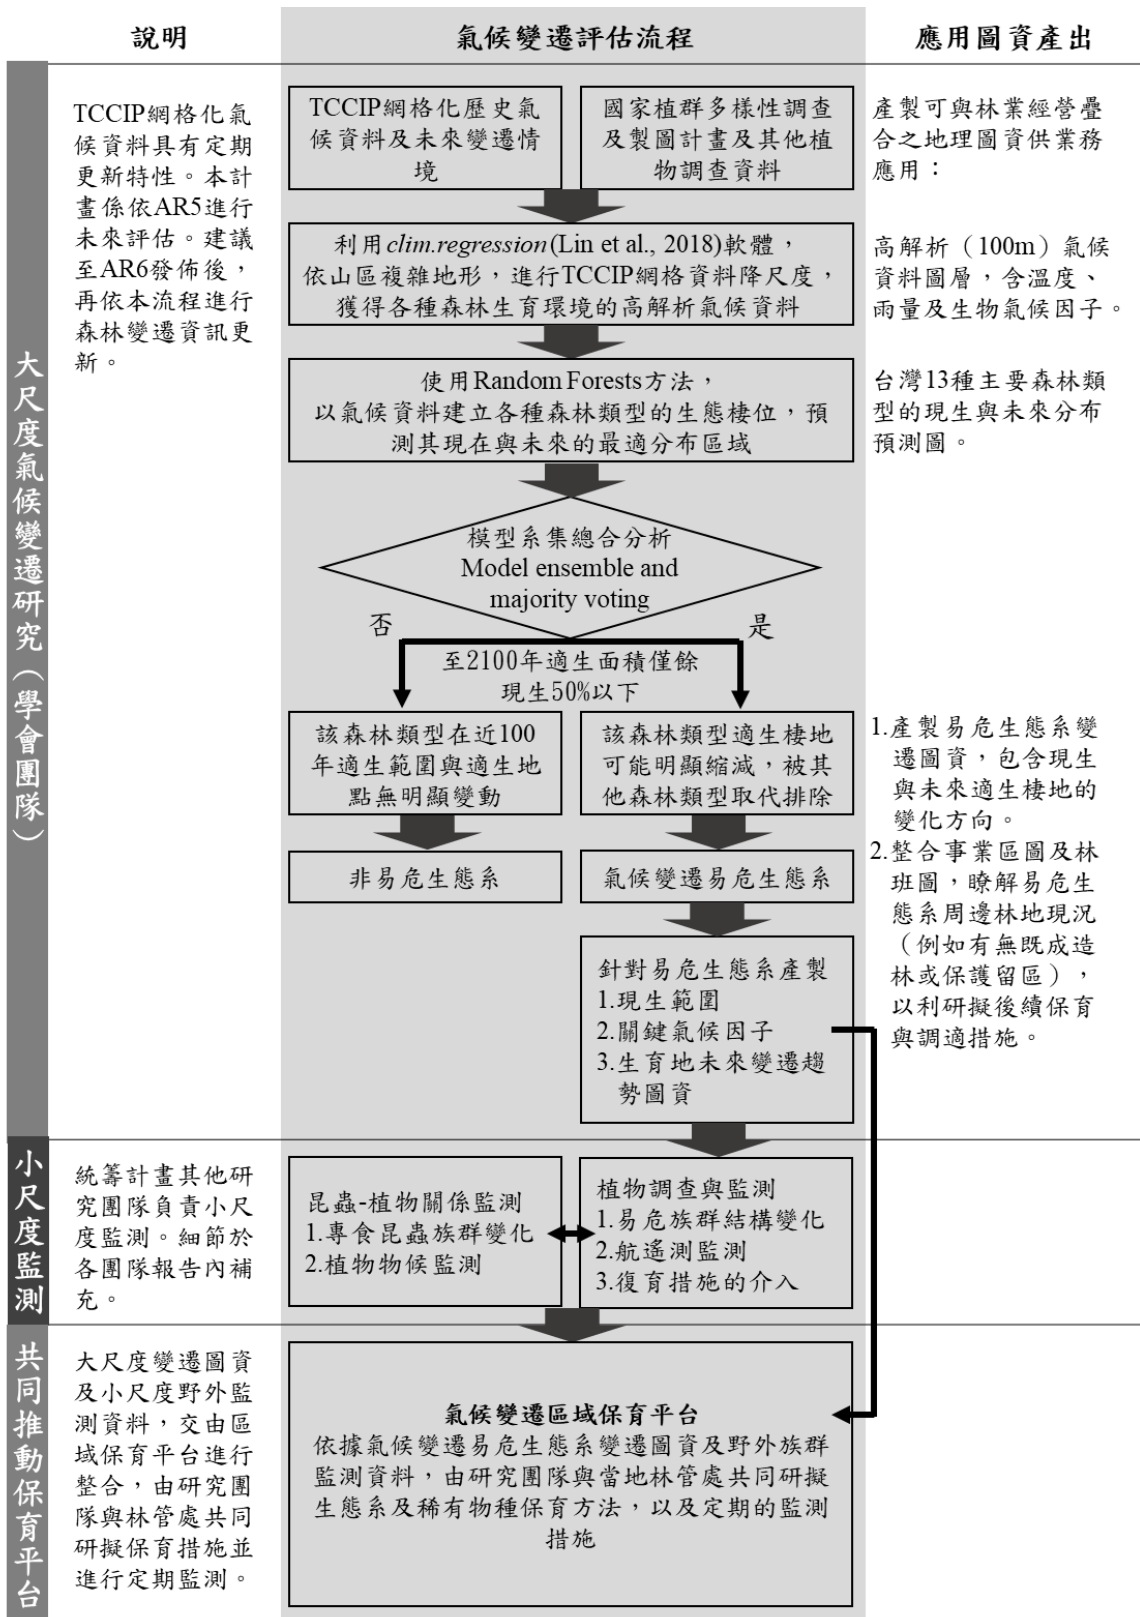 說明
氣候變遷評估流程
應用圖資產出
大尺度氣候變遷研究（學會團隊）
TCCIP網格化氣
候資料具有定期
更新特性。本計
畫係依AR5進行
未來評估。建議
至AR6發佈後，
再依本流程進行
森林變遷資訊更
新。
TCCIP網格化歷史氣
候資料及未來變遷情
境
國家植群多樣性調查
及製圖計畫及其他植
物調查資料
產製可與林業經營疊
合之地理圖資供業務
應用：
利用clim.regression(Lin et al., 2018)軟體，
依山區複雜地形，進行TCCIP網格資料降尺度，
獲得各種森林生育環境的高解析氣候資料
高解析（100m）氣候
資料圖層，含溫度、
雨量及生物氣候因子。
使用Random Forests方法，
以氣候資料建立各種森林類型的生態棲位，預
測其現在與未來的最適分布區域
台灣13種主要森林類
型的現生與未來分布
預測圖。
模型系集總合分析
Model ensemble and
majority voting
否
是
至2100年適生面積僅餘
現生50%以下
該森林類型在近100
年適生範圍與適生地
點無明顯變動
該森林類型適生棲地
可能明顯縮減，被其
他森林類型取代排除
非易危生態系
氣候變遷易危生態系
1.產製易危生態系變
遷圖資，包含現生
與未來適生棲地的
變化方向。
2.整合事業區圖及林
班圖，瞭解易危生
態系周邊林地現況
（例如有無既成造
林或保護留區），
以利研擬後續保育
與調適措施。
針對易危生態系產製
1.現生範圍
2.關鍵氣候因子
3.生育地未來變遷趨
勢圖資
小尺度監測
統籌計畫其他研
究團隊負責小尺
度監測。細節於
各團隊報告內補
充。
昆蟲-植物關係監測
1.專食昆蟲族群變化
2.植物物候監測
植物調查與監測
1.易危族群結構變化
2.航遙測監測
3.復育措施的介入
共同推動保育平台
大尺度變遷圖資
及小尺度野外監
測資料，交由區
域保育平台進行
整合，由研究團
隊與林管處共同
研擬保育措施並
進行定期監測。
氣候變遷區域保育平台
依據氣候變遷易危生態系變遷圖資及野外族群
監測資料，由研究團隊與當地林管處共同研擬
生態系及稀有物種保育方法，以及定期的監測
措施